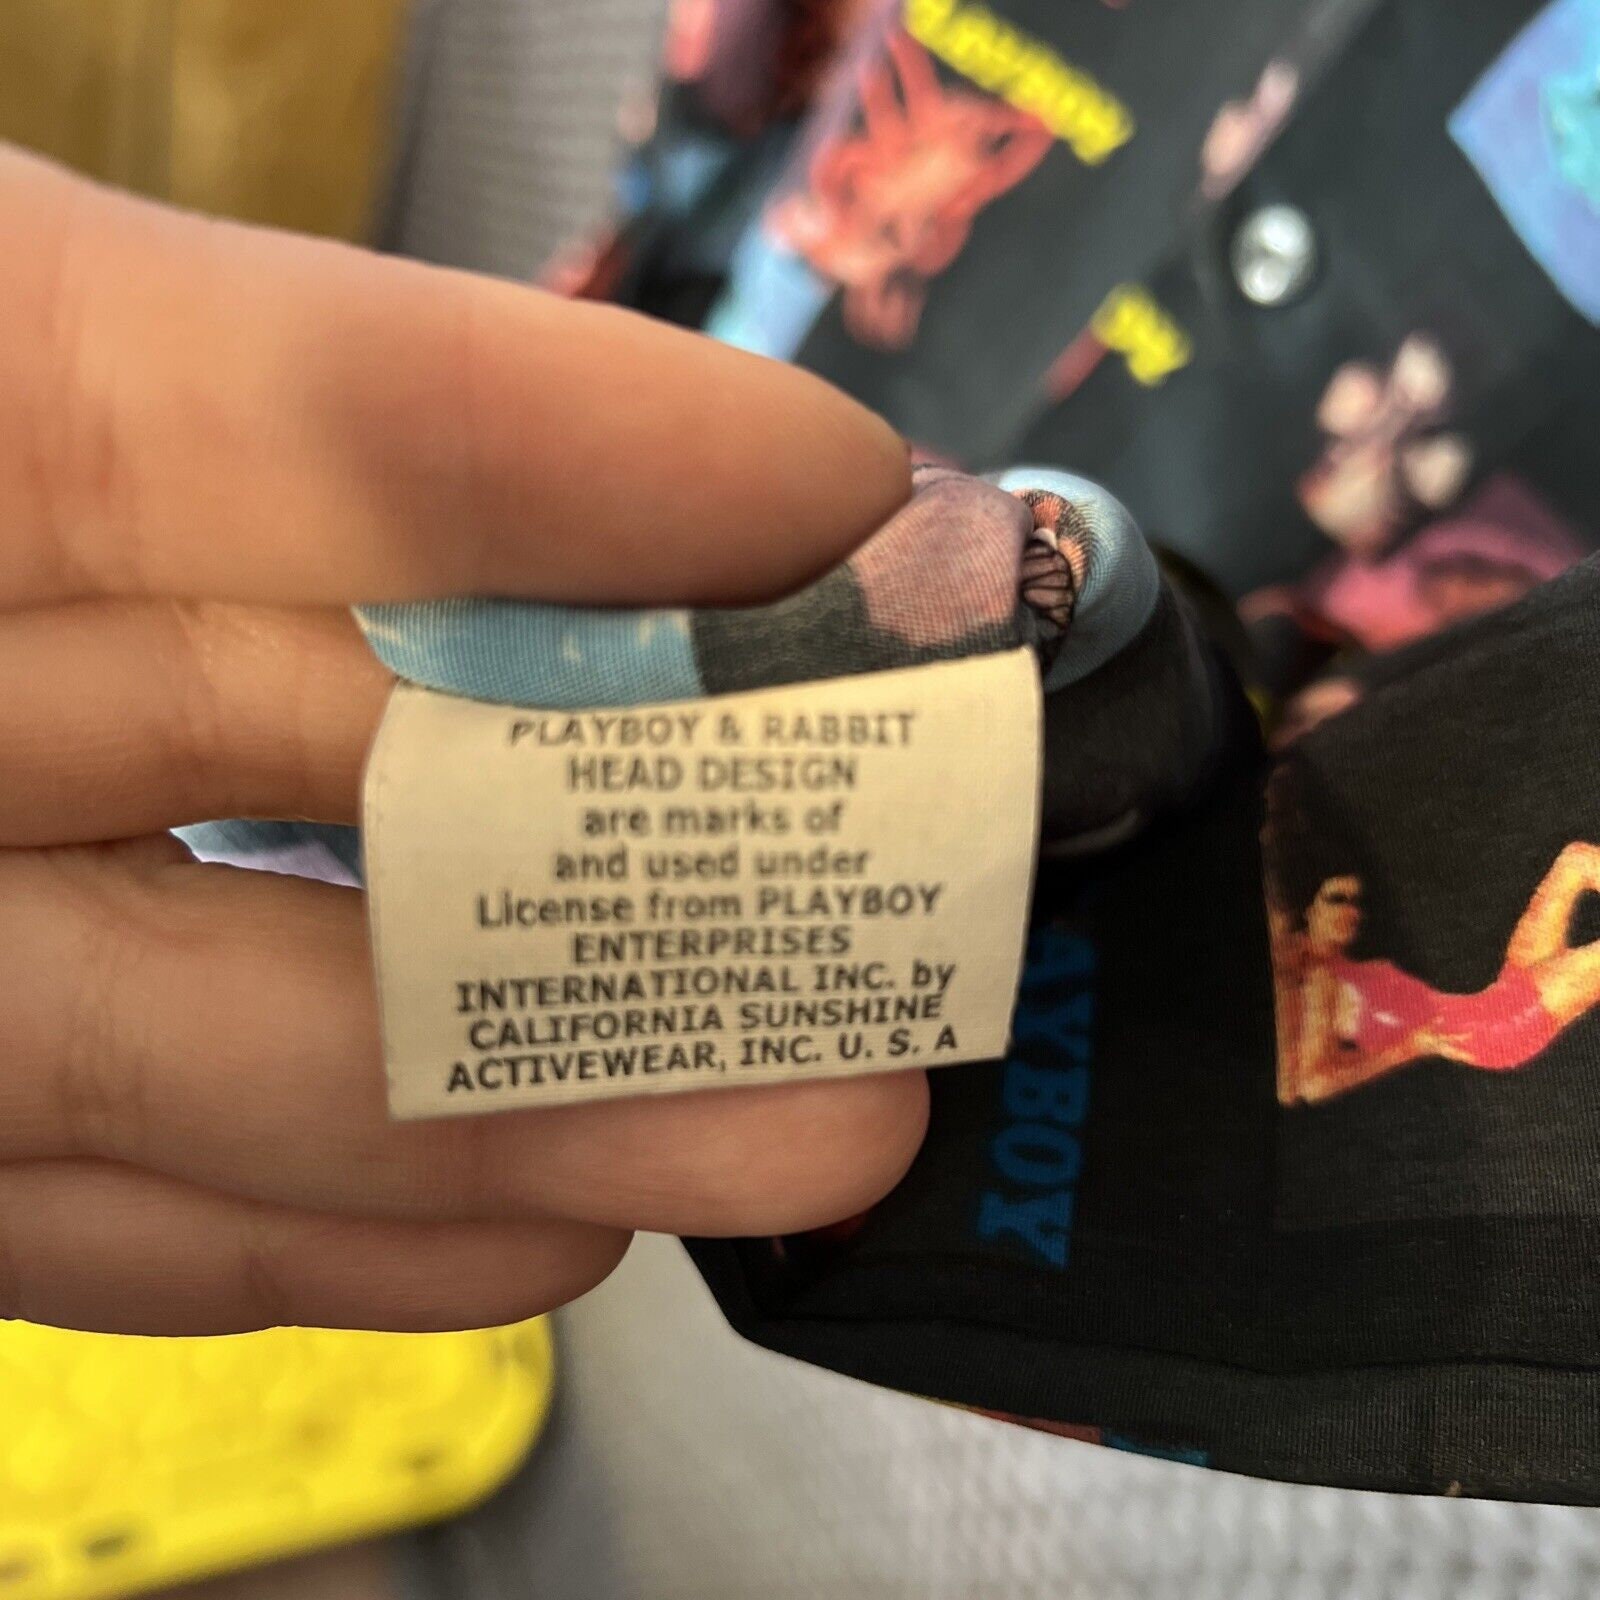 PLAYBOY
PLAYBOY & RABBIT
HEAD DESIGN
are marks of
and used under
License from PLAYBOY
ENTERPRISES
INTERNATIONAL INC. by
CALIFORNIA SUNSHINE
ACTIVEWEAR, INC. U. S. A
AYBOY